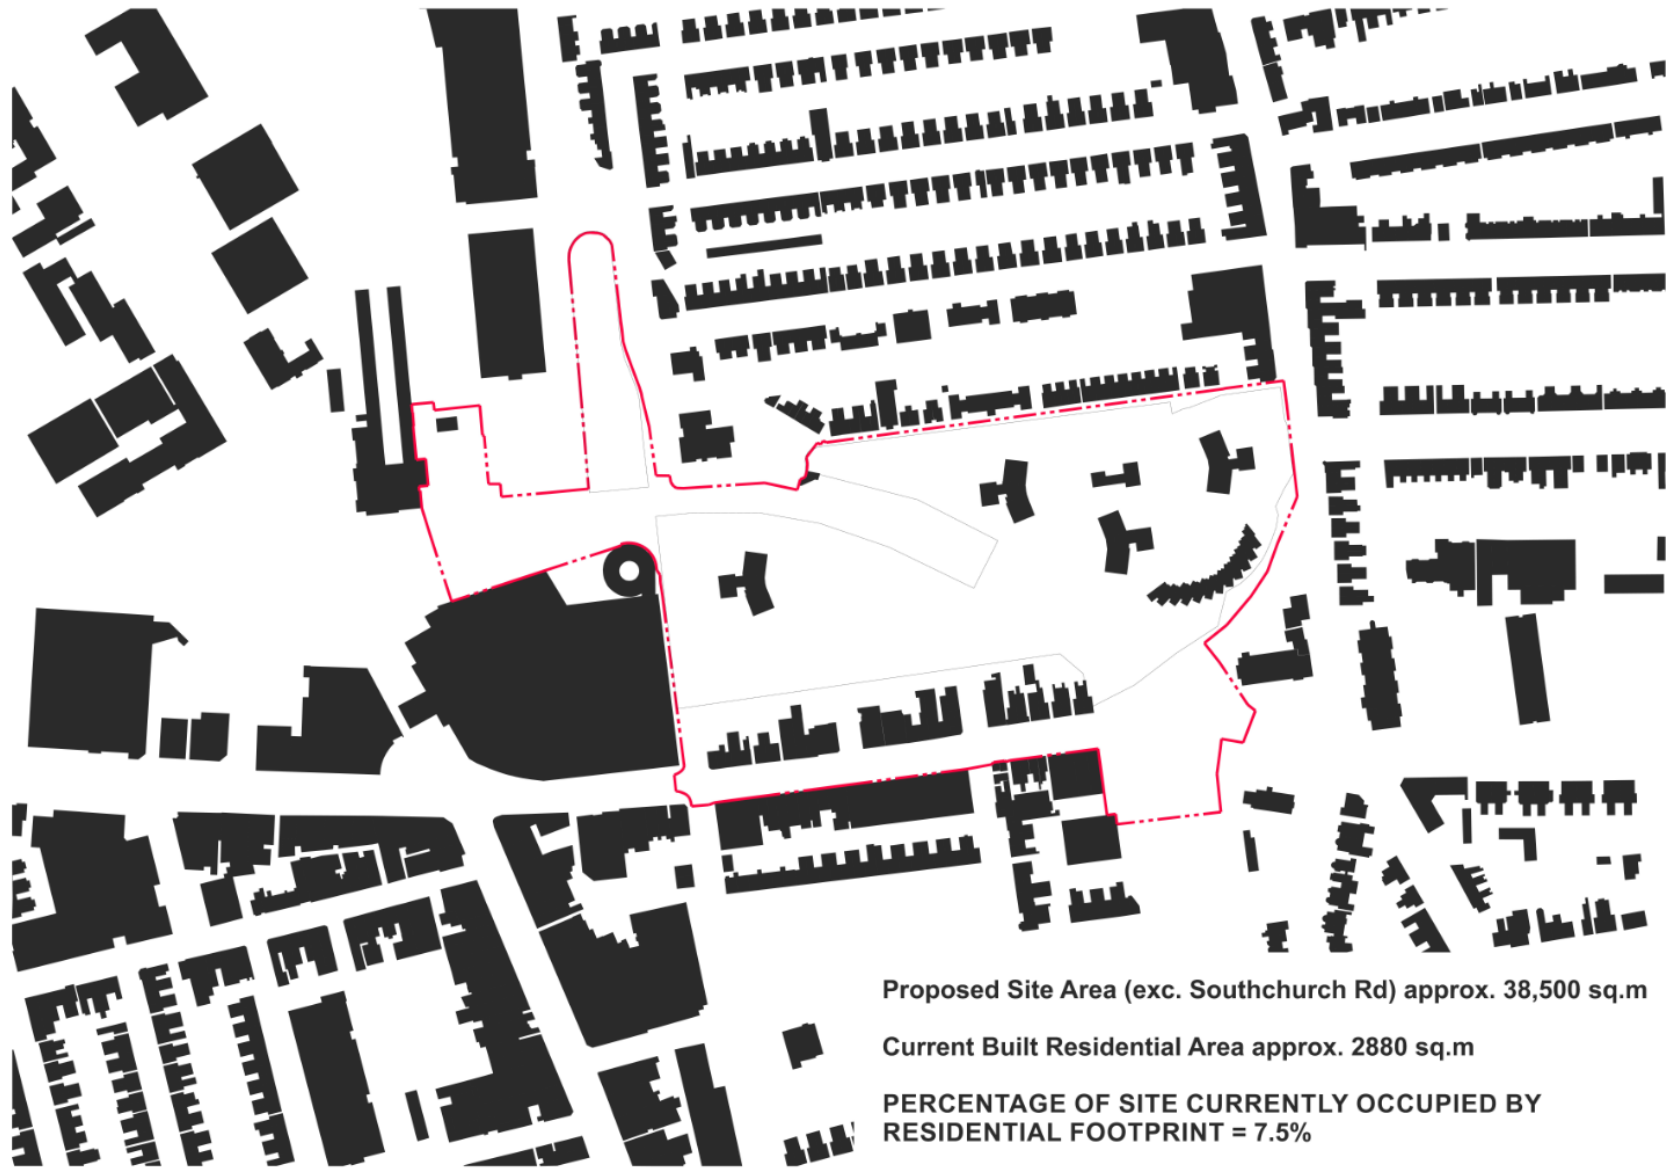 Proposed Site Area (exc. Southchurch Rd) approx. 38,500 sq.m
Current Built Residential Area approx. 2880 sq.m
PERCENTAGE OF SITE CURRENTLY OCCUPIED BY
RESIDENTIAL FOOTPRINT = 7.5%